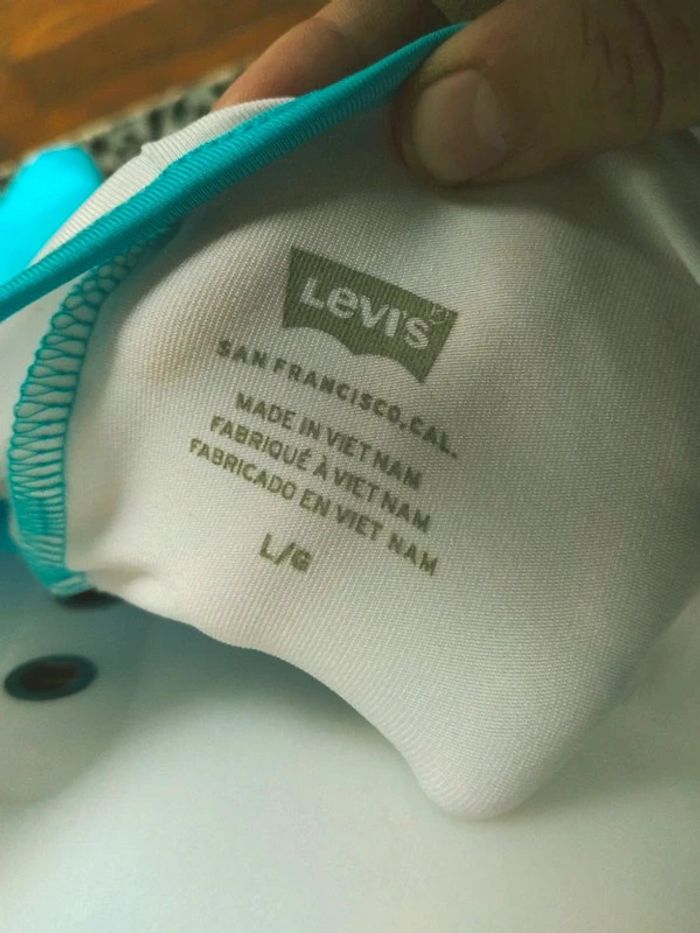 Levi's®
SAN FRANCISCO, CAL.
MADE IN VIET NAM
FABRIQUÉ À VIET NAM
FABRICADO EN VIET NAM
L/G